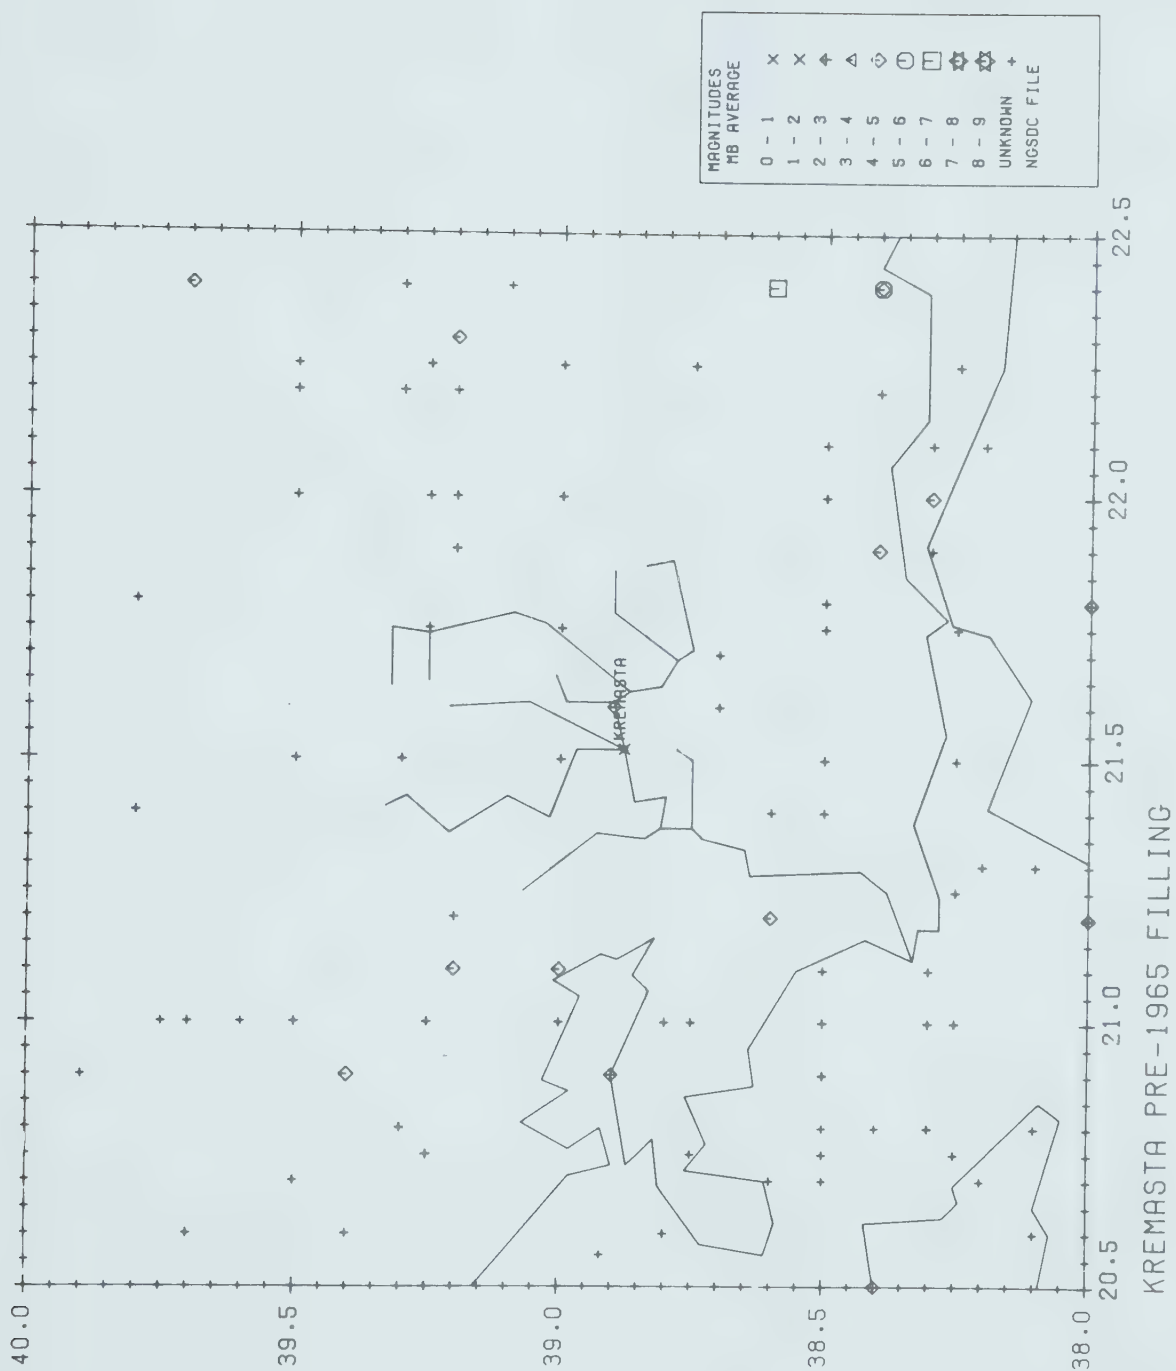 KREMASTA PRE-1965 FILLING
40.0
39.5
39.0
38.5
38.0
20.5
21.0
21.5
22.0
22.5
KREMASTA
MAGNITUDES
MB AVERAGE
0 - 1
1 - 2
2 - 3
3 - 4
4 - 5
5 - 6
6 - 7
7 - 8
8 - 9
UNKNOWN
NGSDC FILE